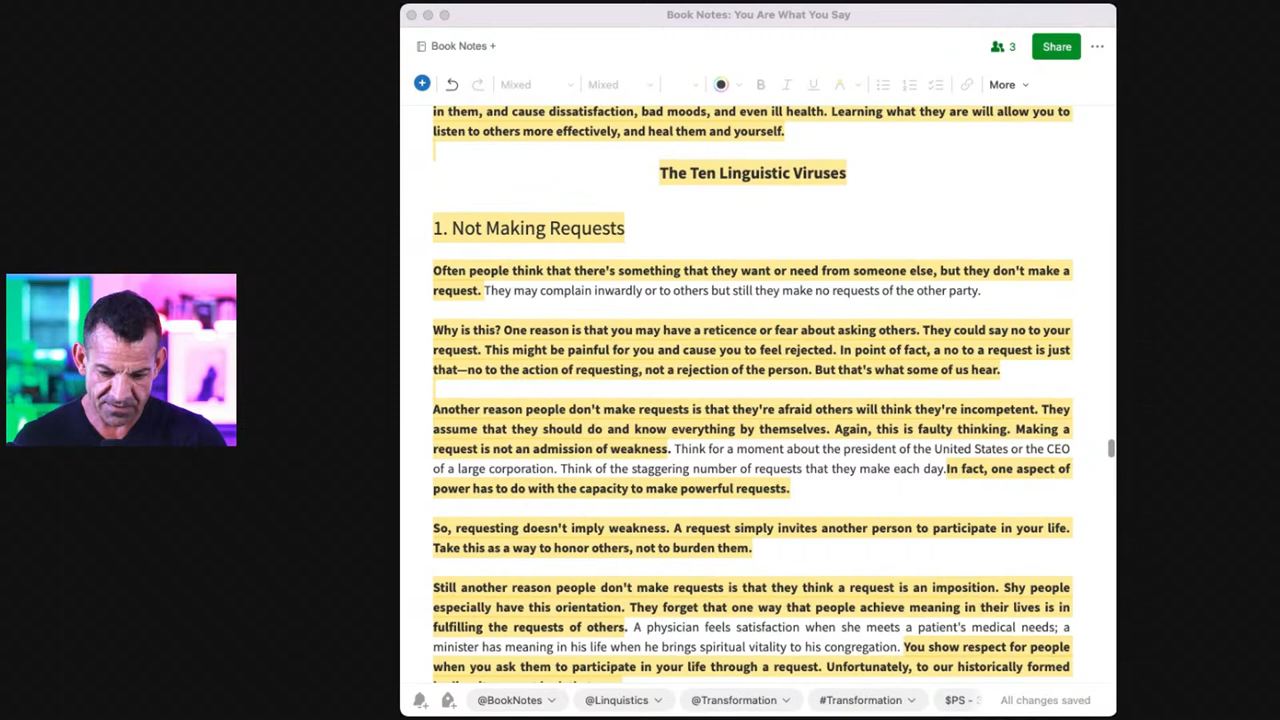 Book Notes: You Are What You Say
Book Notes +
3
Share
Mixed
Mixed
B
I
U
A
More
in them, and cause dissatisfaction, bad moods, and even ill health. Learning what they are will allow you to
listen to others more effectively, and heal them and yourself.
The Ten Linguistic Viruses
1. Not Making Requests
Often people think that there's something that they want or need from someone else, but they don't make a
request. They may complain inwardly or to others but still they make no requests of the other party.
Why is this? One reason is that you may have a reticence or fear about asking others. They could say no to your
request. This might be painful for you and cause you to feel rejected. In point of fact, a no to a request is just
that—no to the action of requesting, not a rejection of the person. But that's what some of us hear.
Another reason people don't make requests is that they're afraid others will think they're incompetent. They
assume that they should do and know everything by themselves. Again, this is faulty thinking. Making a
request is not an admission of weakness. Think for a moment about the president of the United States or the CEO
of a large corporation. Think of the staggering number of requests that they make each day.In fact, one aspect of
power has to do with the capacity to make powerful requests.
So, requesting doesn't imply weakness. A request simply invites another person to participate in your life.
Take this as a way to honor others, not to burden them.
Still another reason people don't make requests is that they think a request is an imposition. Shy people
especially have this orientation. They forget that one way that people achieve meaning in their lives is in
fulfilling the requests of others. A physician feels satisfaction when she meets a patient's medical needs; a
minister has meaning in his life when he brings spiritual vitality to his congregation. You show respect for people
when you ask them to participate in your life through a request. Unfortunately, to our historically formed
@BookNotes
@Linquistics
@Transformation
#Transformation
$PS -
All changes saved